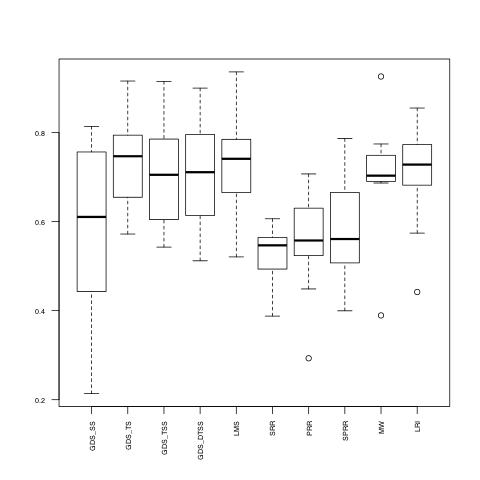 0.8
0.6
0.4
0.2
GDS_SS
GDS_TS
GDS_TSS
GDS_DTSS
LMS
SRR
PRR
SPRR
MW
LRI